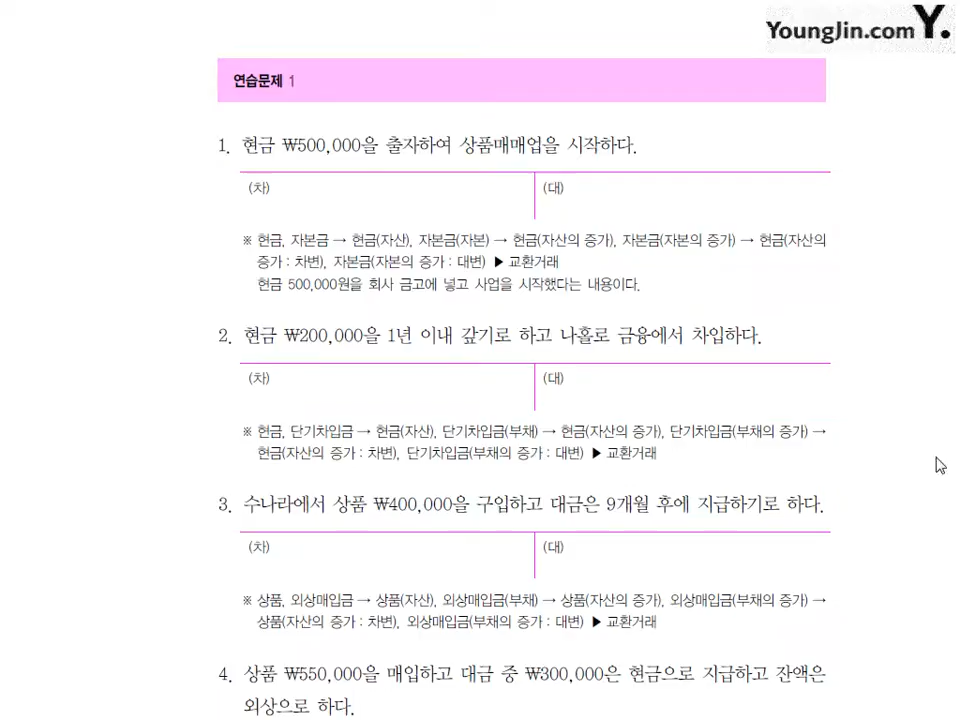 YoungJin.com Y.
연습문제 1
1. 현금 ₩500,000을 출자하여 상품매매업을 시작하다.
(차) (대)
※ 현금, 자본금 → 현금(자산), 자본금(자본) → 현금(자산의 증가), 자본금(자본의 증가) → 현금(자산의
증가 : 차변), 자본금(자본의 증가 : 대변) ▶ 교환거래
현금 500,000원을 회사 금고에 넣고 사업을 시작했다는 내용이다.
2. 현금 ₩200,000을 1년 이내 갚기로 하고 나홀로 금융에서 차입하다.
(차) (대)
※ 현금, 단기차입금 → 현금(자산), 단기차입금(부채) → 현금(자산의 증가), 단기차입금(부채의 증가) →
현금(자산의 증가 : 차변), 단기차입금(부채의 증가 : 대변) ▶ 교환거래
3. 수나라에서 상품 ₩400,000을 구입하고 대금은 9개월 후에 지급하기로 하다.
(차) (대)
※ 상품, 외상매입금 → 상품(자산), 외상매입금(부채) → 상품(자산의 증가), 외상매입금(부채의 증가) →
상품(자산의 증가 : 차변), 외상매입금(부채의 증가 : 대변) ▶ 교환거래
4. 상품 ₩550,000을 매입하고 대금 중 ₩300,000은 현금으로 지급하고 잔액은
외상으로 하다.